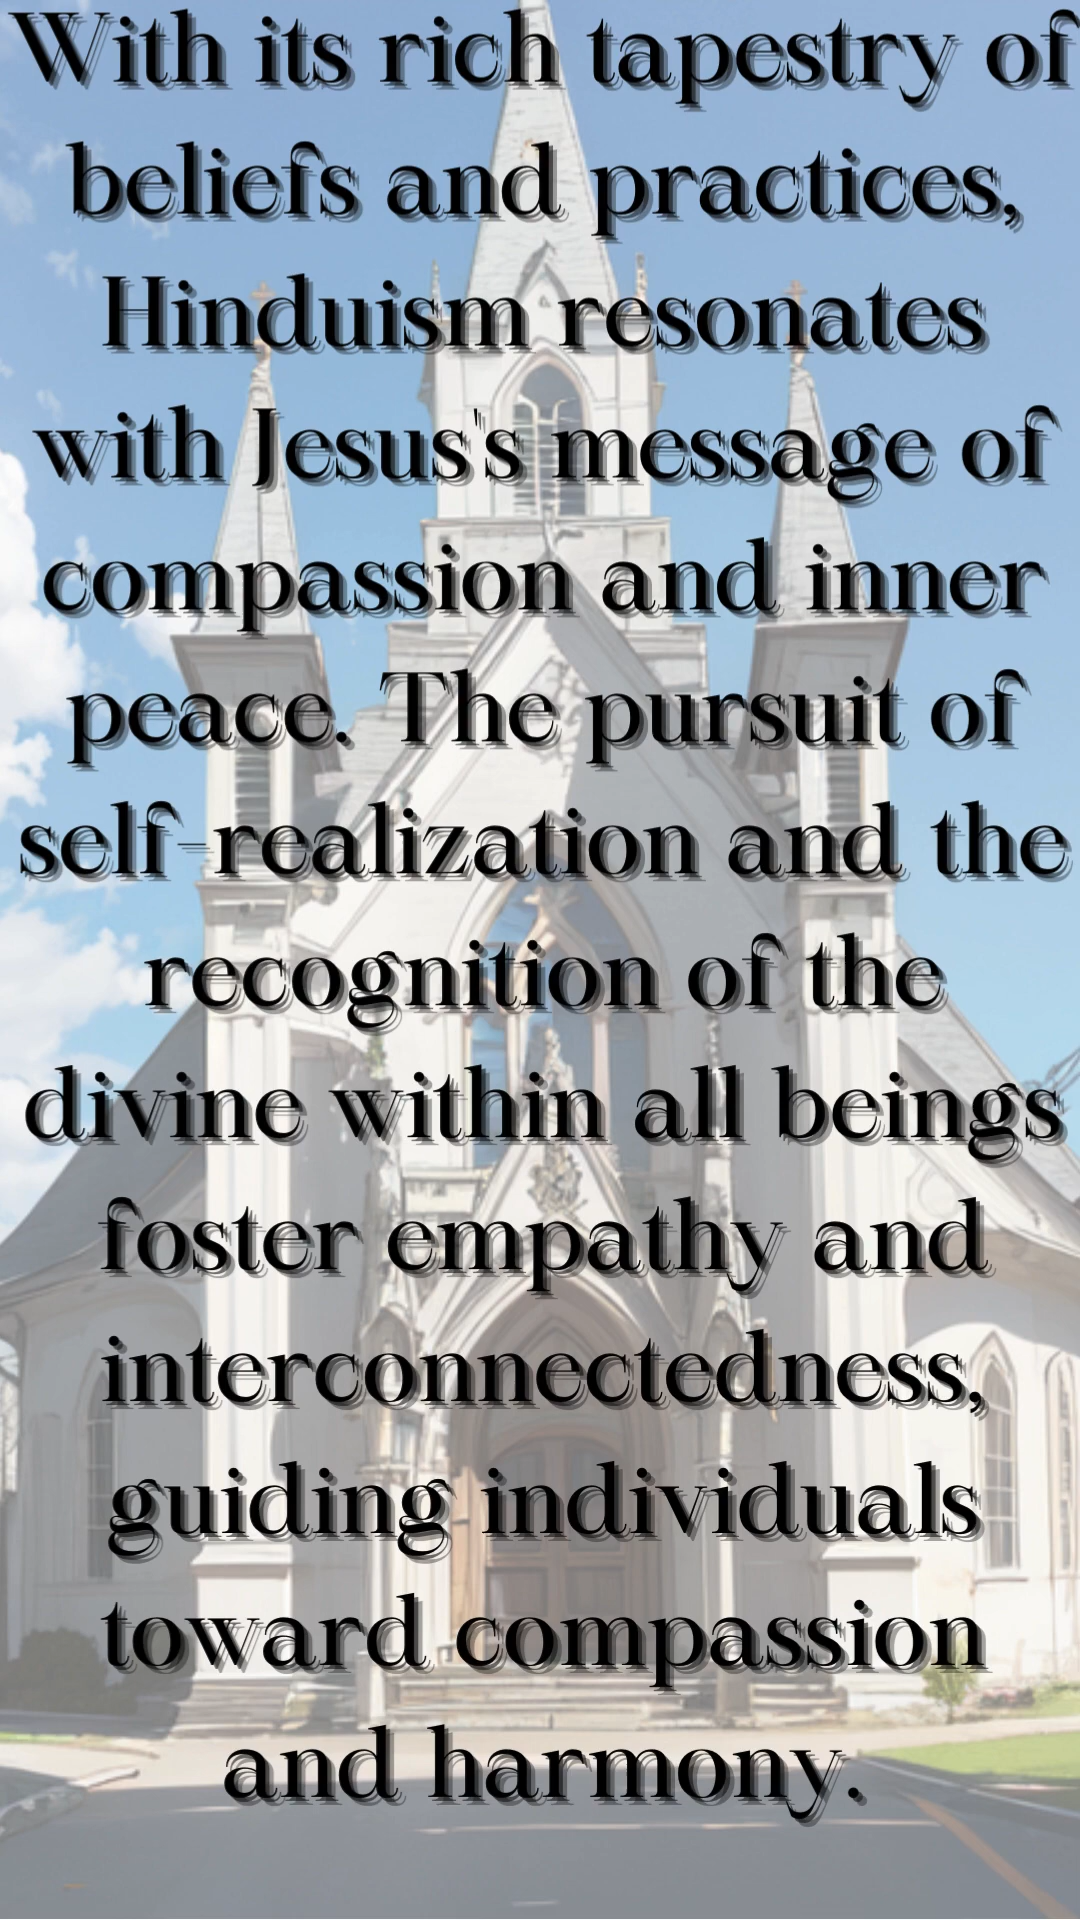 With its rich tapestry of
beliefs and practices,
Hinduism resonates
with Jesus's message of
compassion and inner
peace. The pursuit of
self-realization and the
recognition of the
divine within all beings
foster empathy and
interconnectedness,
guiding individuals
toward compassion
and harmony.